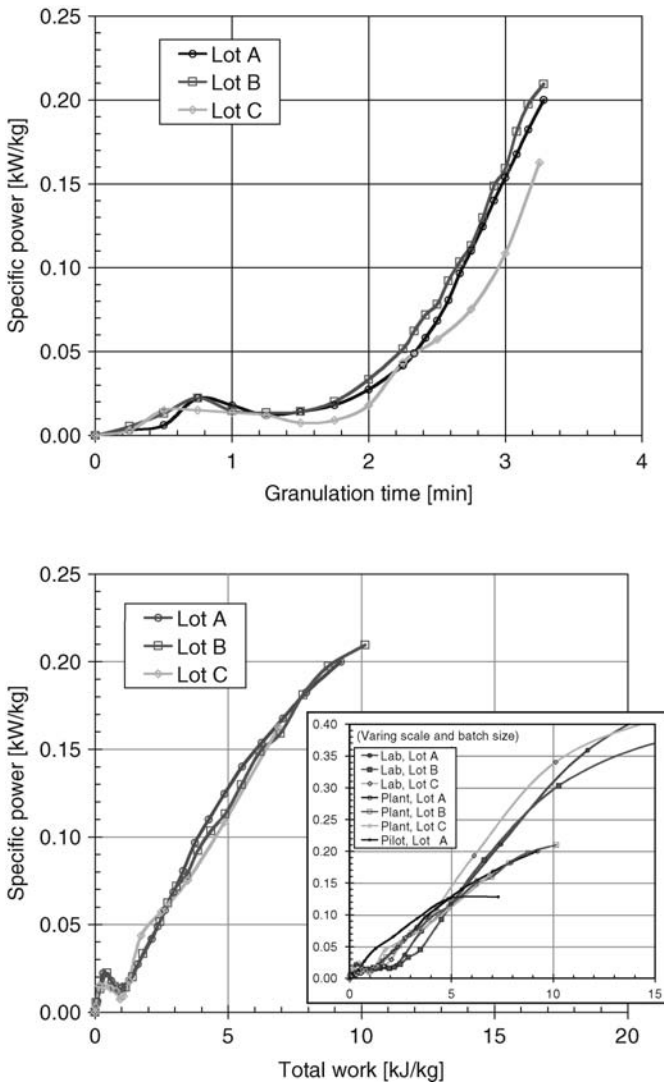 0.25
Lot A
Lot B
Lot C
0.20
0.15
0.10
0.05
0.00
Specific power [kW/kg]
0 1 2 3 4
Granulation time [min]
0.25
Lot A
Lot B
Lot C
0.20
0.15
0.10
0.05
0.00
Specific power [kW/kg]
0.40
0.35
0.30
0.25
0.20
0.15
0.10
0.05
0.00
(Varing scale and batch size)
Lab, Lot A
Lab, Lot B
Lab, Lot C
Plant, Lot A
Plant, Lot B
Plant, Lot C
Pilot, Lot A
0 5 10 15
0 5 10 15 20
Total work [kJ/kg]